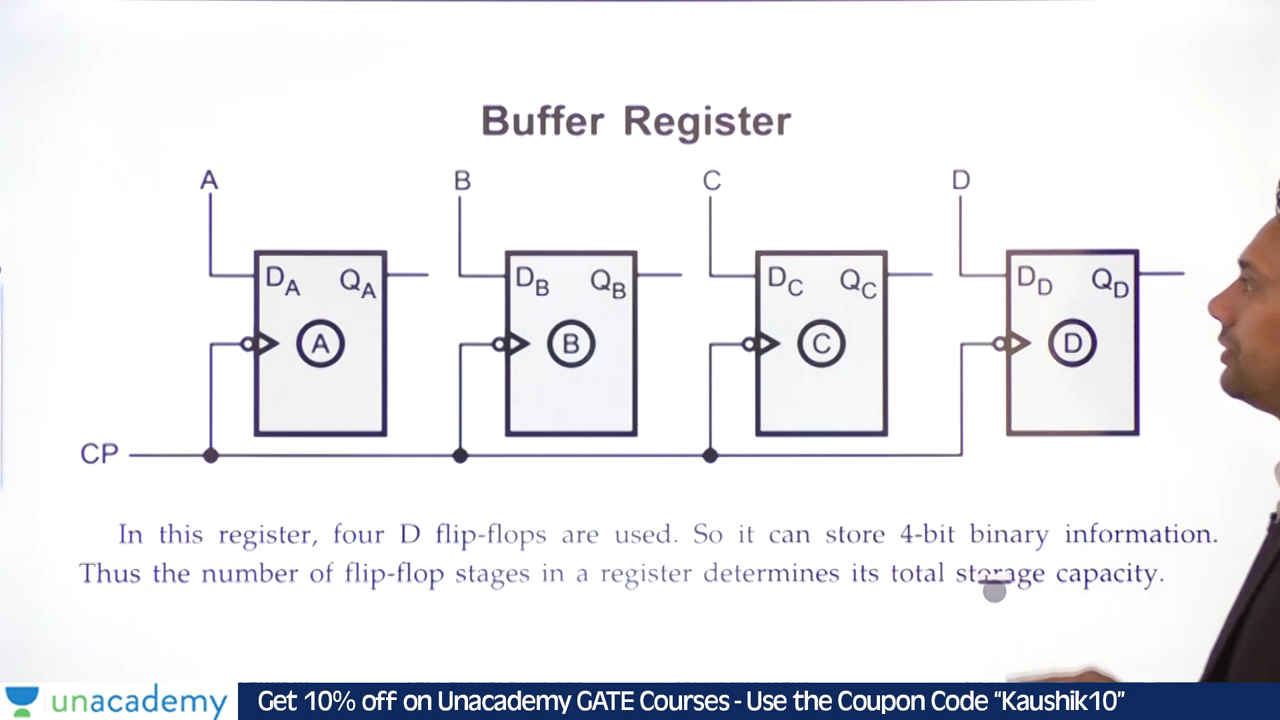 Buffer Register
A B C D
D_A Q_A D_B Q_B D_C Q_C D_D Q_D
A B C D
CP
In this register, four D flip-flops are used. So it can store 4-bit binary information.
Thus the number of flip-flop stages in a register determines its total storage capacity.
unacademy Get 10% off on Unacademy GATE Courses - Use the Coupon Code “Kaushik10”